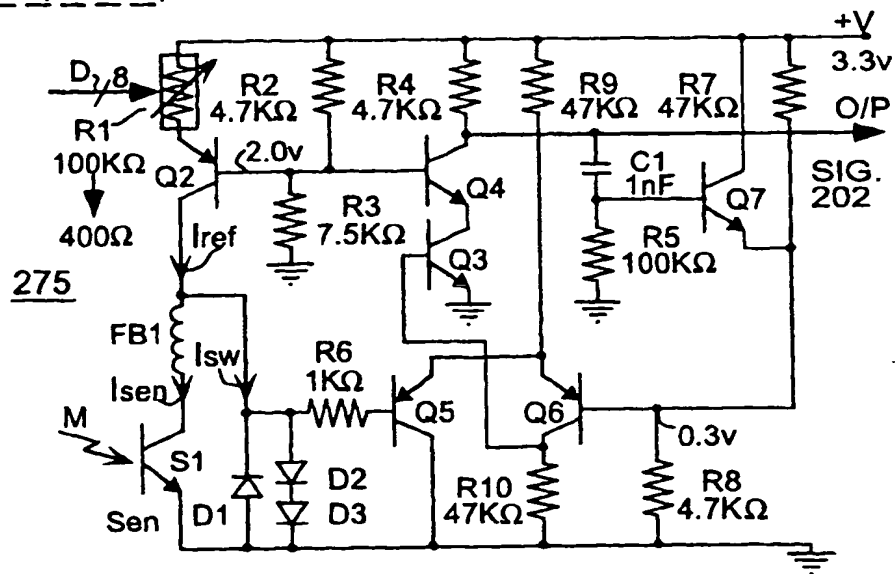 +V
3.3v
D 8
R1
100KΩ
400Ω
R2
4.7KΩ
R4
4.7KΩ
R9
47KΩ
R7
47KΩ
O/P
SIG.
202
Q2
2.0v
Q4
C1
1nF
Q7
R3
7.5KΩ
Q3
R5
100KΩ
Iref
275
FB1
Isw
Isen
R6
1KΩ
Q5
Q6
0.3v
M
S1
Sen
D1
D2
D3
R10
47KΩ
R8
4.7KΩ